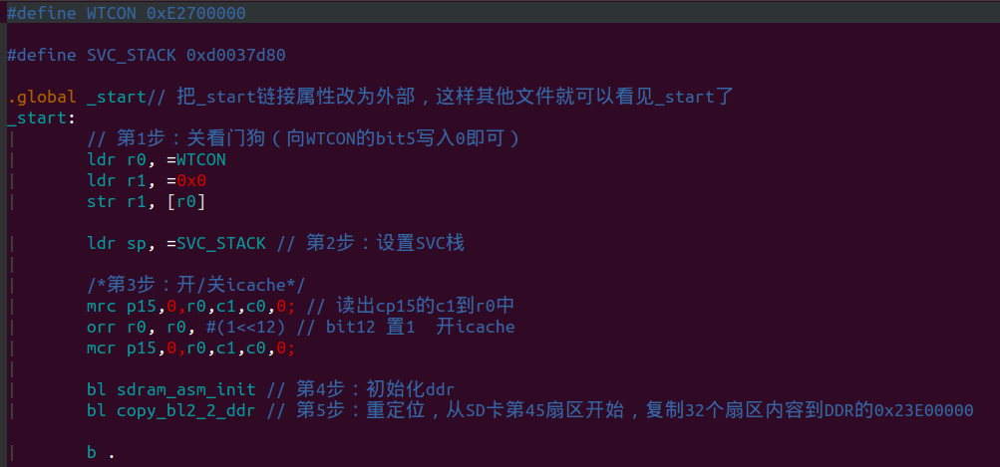 #define WTCON 0xE2700000
#define SVC_STACK 0xd0037d80
.global _start// 把_start链接属性改为外部，这样其他文件就可以看见_start了
_start:
// 第1步：关看门狗（向WTCON的bit5写入0即可）
ldr r0, =WTCON
ldr r1, =0x0
str r1, [r0]
ldr sp, =SVC_STACK // 第2步：设置SVC栈
/*第3步：开/关icache*/
mrc p15,0,r0,c1,c0,0; // 读出cp15的c1到r0中
orr r0, r0, #(1<<12) // bit12 置1  开icache
mcr p15,0,r0,c1,c0,0;
bl sdram_asm_init // 第4步：初始化ddr
bl copy_bl2_2_ddr // 第5步：重定位，从SD卡第45扇区开始，复制32个扇区内容到DDR的0x23E00000
b .